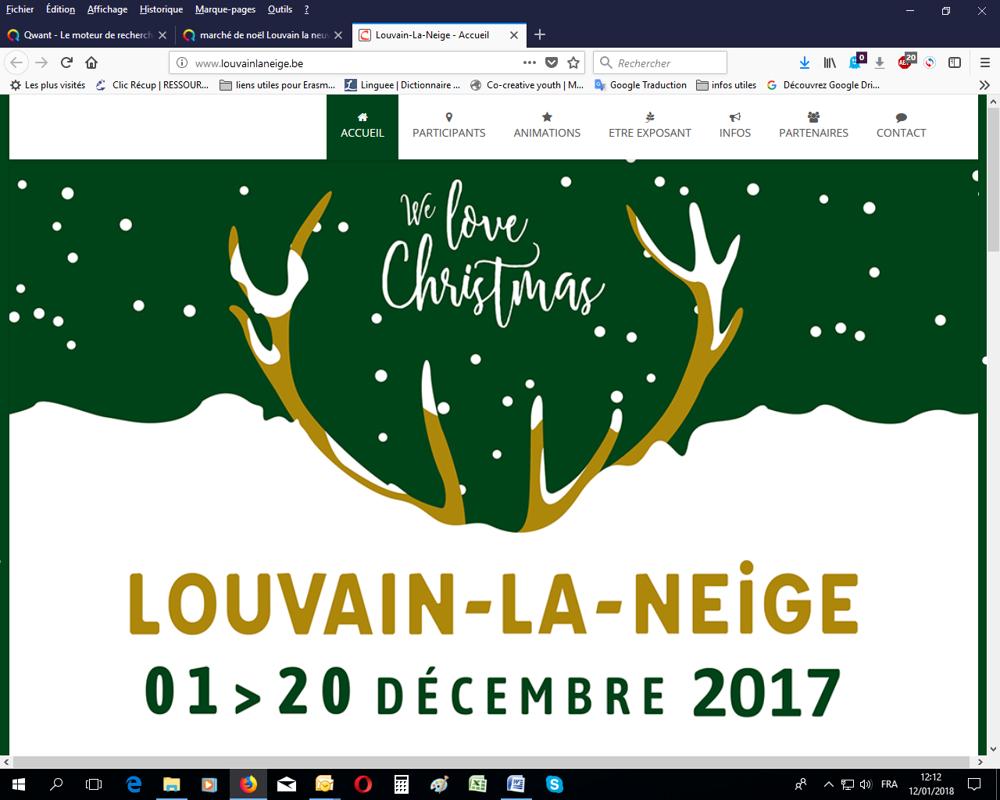 Fichier Édition Affichage Historique Marque-pages Outils ?
Qwant - Le moteur de recherch
marché de noël Louvain la neuv
Louvain-La-Neige - Accueil
www.louvainlaneige.be
Rechercher
0
ABP
20
Les plus visités Clic Récup | RESSOUR... liens utiles pour Erasm... Linguee | Dictionnaire ... Co-creative youth | M... Google Traduction infos utiles Découvrez Google Dri...
ACCUEIL PARTICIPANTS ANIMATIONS ETRE EXPOSANT INFOS PARTENAIRES CONTACT
We love
Christmas
LOUVAIN-LA-NEiGE
01>20 DÉCEMBRE 2017
FRA
12:12
12/01/2018